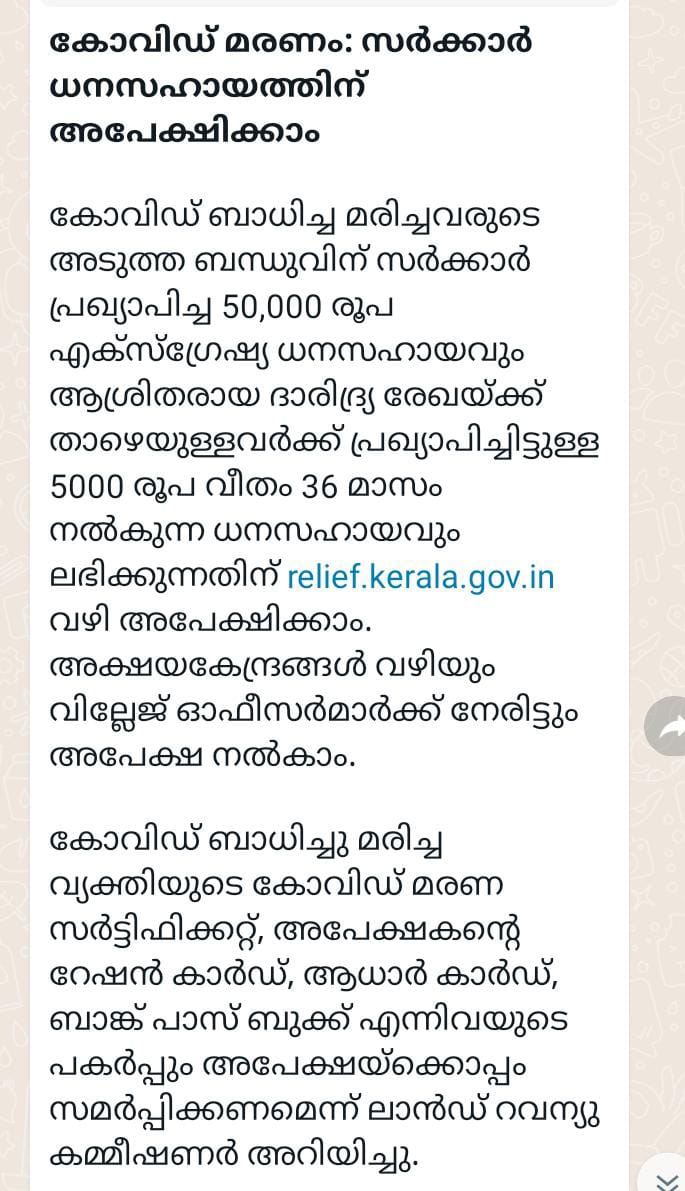 കോവിഡ് മരണം: സർക്കാർ
ധനസഹായത്തിന്
അപേക്ഷിക്കാം
കോവിഡ് ബാധിച്ച മരിച്ചവരുടെ
അടുത്ത ബന്ധുവിന് സർക്കാർ
പ്രഖ്യാപിച്ച 50,000 രൂപ
എക്സ്ഗ്രേഷ്യ ധനസഹായവും
ആശ്രിതരായ ദാരിദ്ര്യ രേഖയ്ക്ക്
താഴെയുള്ളവർക്ക് പ്രഖ്യാപിച്ചിട്ടുള്ള
5000 രൂപ വീതം 36 മാസം
നൽകുന്ന ധനസഹായവും
ലഭിക്കുന്നതിന് relief.kerala.gov.in
വഴി അപേക്ഷിക്കാം.
അക്ഷയകേന്ദ്രങ്ങൾ വഴിയും
വില്ലേജ് ഓഫീസർമാർക്ക് നേരിട്ടും
അപേക്ഷ നൽകാം.
കോവിഡ് ബാധിച്ചു മരിച്ച
വ്യക്തിയുടെ കോവിഡ് മരണ
സർട്ടിഫിക്കറ്റ്, അപേക്ഷകന്റെ
റേഷൻ കാർഡ്, ആധാർ കാർഡ്,
ബാങ്ക് പാസ് ബുക്ക് എന്നിവയുടെ
പകർപ്പും അപേക്ഷയ്ക്കൊപ്പം
സമർപ്പിക്കണമെന്ന് ലാൻഡ് റവന്യു
കമ്മീഷണർ അറിയിച്ചു.